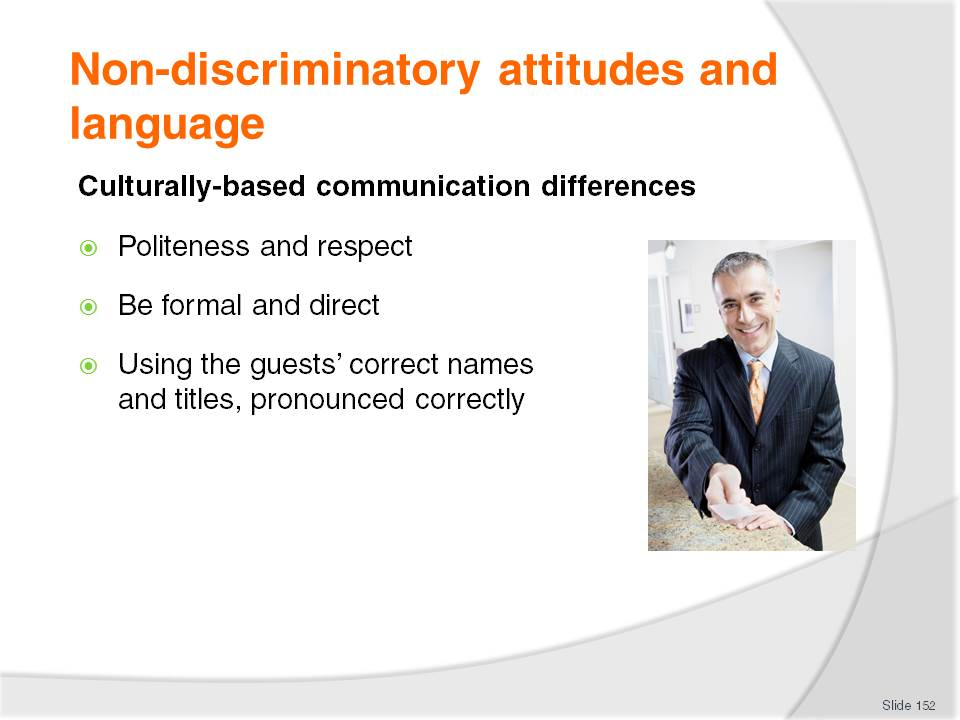 Non-discriminatory attitudes and
language
Culturally-based communication differences
Politeness and respect
Be formal and direct
Using the guests’ correct names
and titles, pronounced correctly
Slide 152